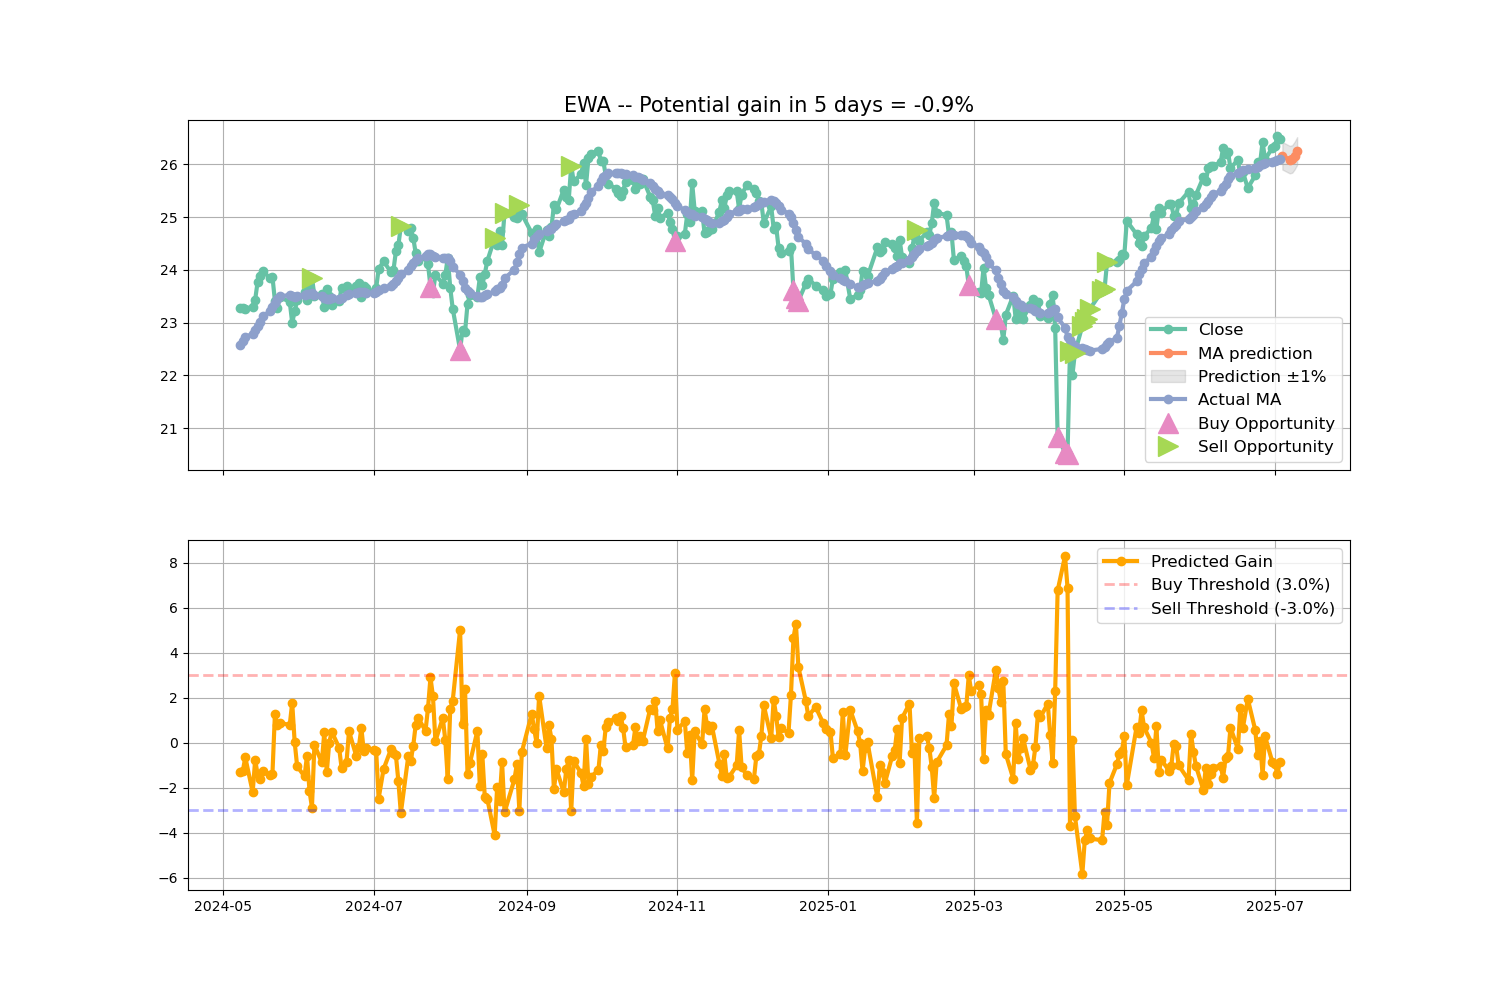 EWA -- Potential gain in 5 days = -0.9%
26
25
24
23
22
21
Close
MA prediction
Prediction ±1%
Actual MA
Buy Opportunity
Sell Opportunity
8
6
4
2
0
−2
−4
−6
Predicted Gain
Buy Threshold (3.0%)
Sell Threshold (-3.0%)
2024-05 2024-07 2024-09 2024-11 2025-01 2025-03 2025-05 2025-07